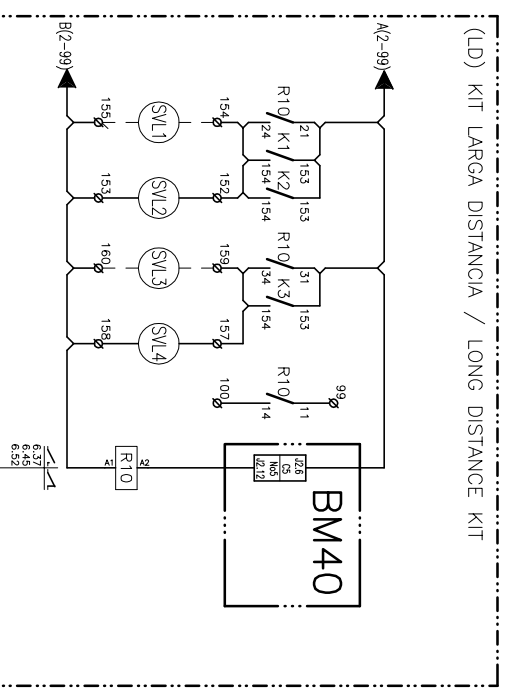 (LD) KIT LARGA DISTANCIA / LONG DISTANCE KIT
A(2-99)
B(2-99)
R10
21
24
K1
153
154
K2
153
154
R10
31
34
K3
153
154
R10
11
14
99
100
154
152
159
157
SVL1
SVL2
SVL3
SVL4
155
153
160
158
BM40
J2.6
C5
No5
J2.12
A1
R10
A2
6.37
6.45
6.52